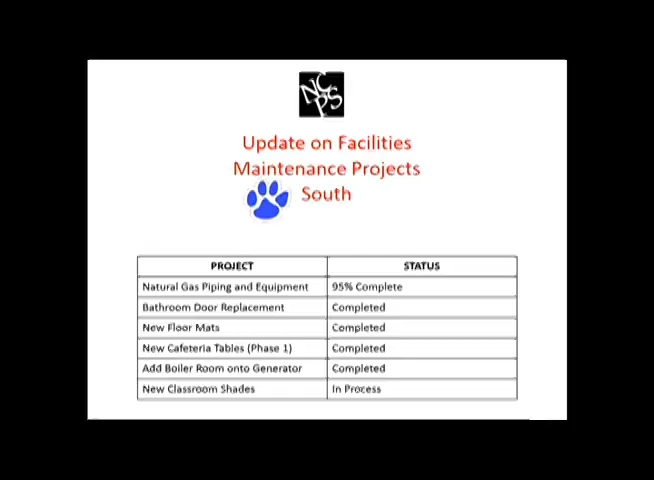 NCPS
Update on Facilities
Maintenance Projects
South
PROJECT STATUS
Natural Gas Piping and Equipment 95% Complete
Bathroom Door Replacement Completed
New Floor Mats Completed
New Cafeteria Tables (Phase 1) Completed
Add Boiler Room onto Generator Completed
New Classroom Shades In Process